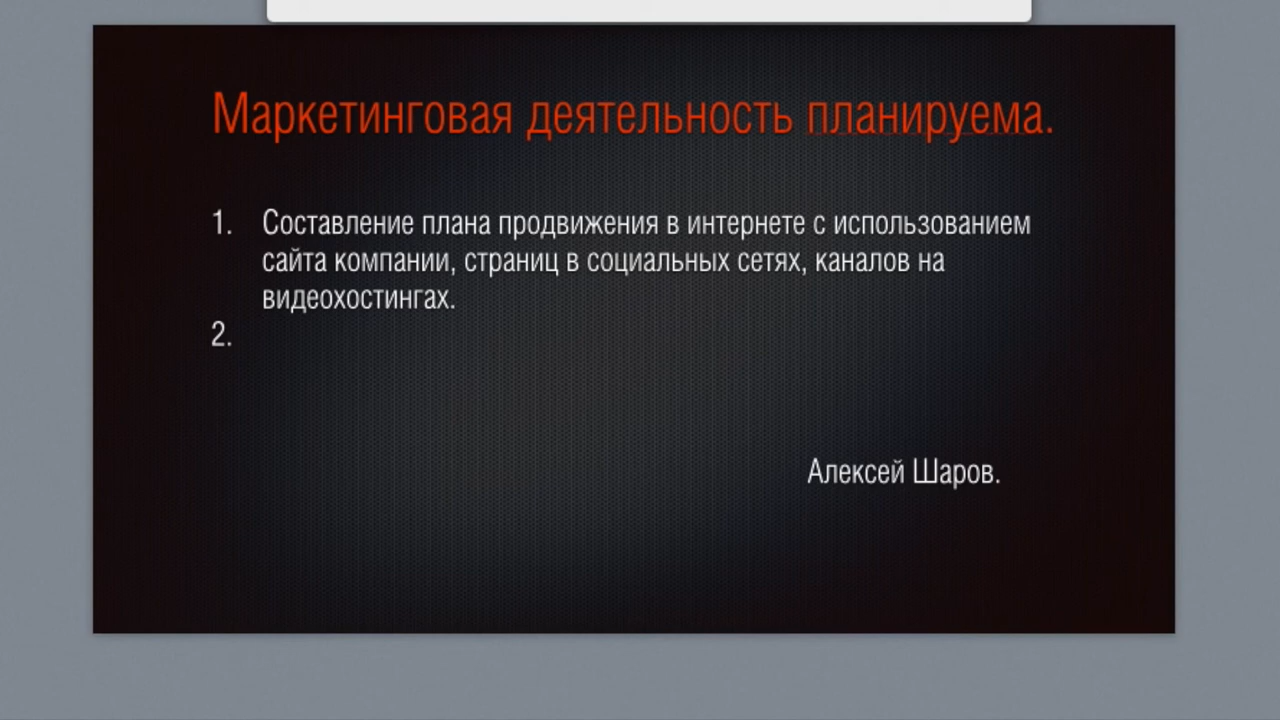 Маркетинговая деятельность планируема.
1. Составление плана продвижения в интернете с использованием
сайта компании, страниц в социальных сетях, каналов на
видеохостингах.
2.
Алексей Шаров.